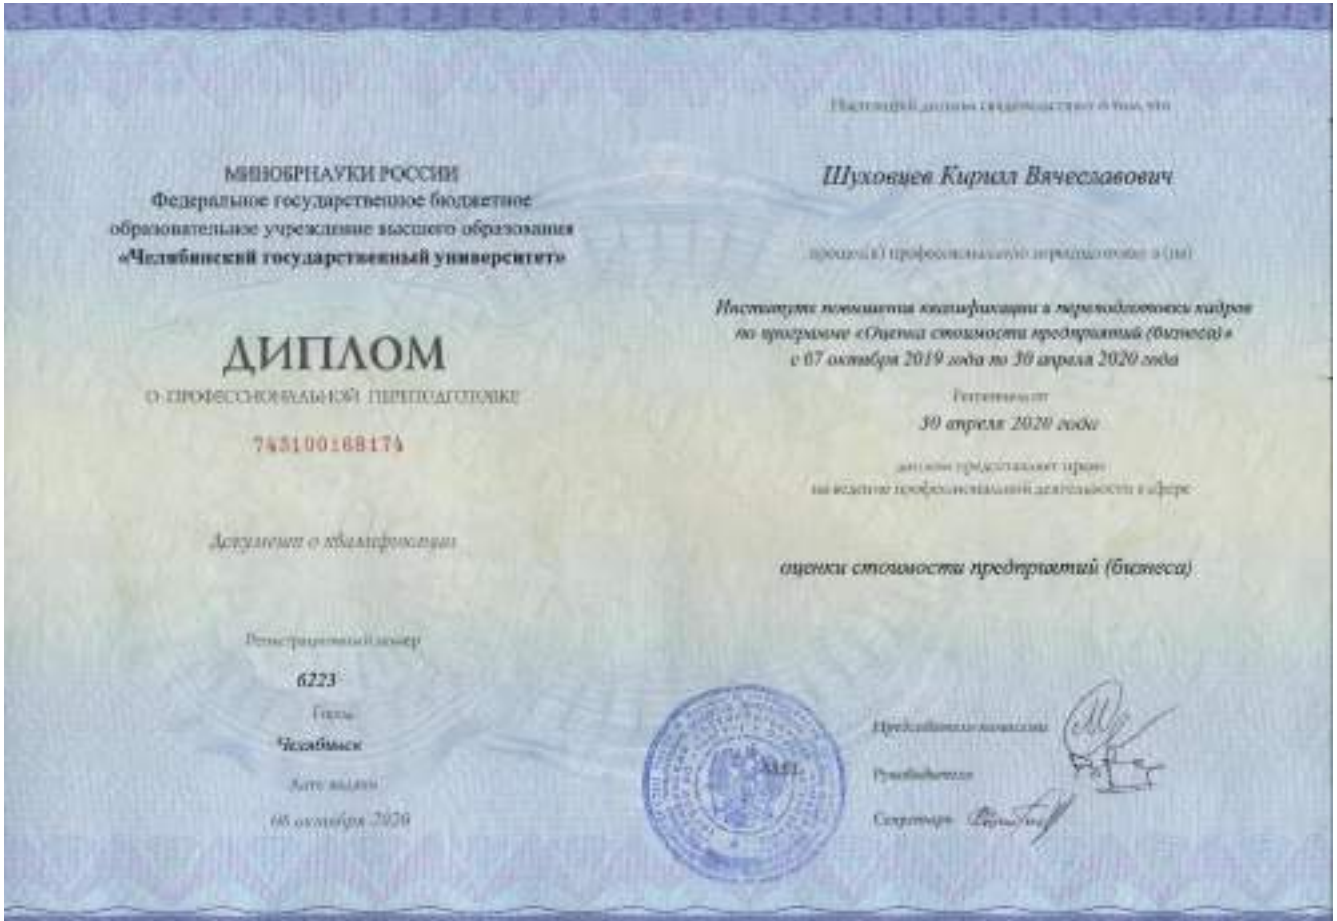 МИНОБРНАУКИ РОССИИ
Федеральное государственное бюджетное
образовательное учреждение высшего образования
«Челябинский государственный университет»
ДИПЛОМ
О ПРОФЕССИОНАЛЬНОЙ ПЕРЕПОДГОТОВКЕ
743100168174
Документ о квалификации
Регистрационный номер
6223
Город
Челябинск
Дата выдачи
октября 2020
Настоящий диплом свидетельствует о том, что
Шуховцев Кирилл Вячеславович
прошел(а) профессиональную переподготовку в (на)
Институте повышения квалификации и переподготовки кадров
по программе «Оценка стоимости предприятий (бизнеса)»
с 07 октября 2019 года по 30 апреля 2020 года
Решением от
30 апреля 2020 года
диплом предоставляет право
на ведение профессиональной деятельности в сфере
оценки стоимости предприятий (бизнеса)
М.П.
Председатель комиссии
Руководитель
Секретарь